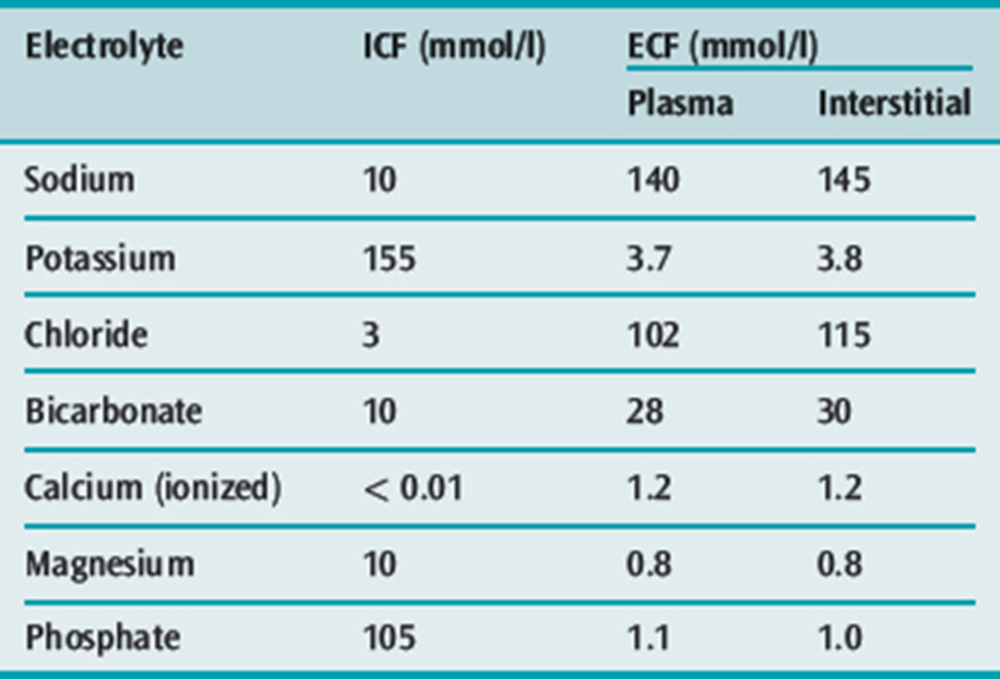 Electrolyte ICF (mmol/l) ECF (mmol/l)
Plasma Interstitial
Sodium 10 140 145
Potassium 155 3.7 3.8
Chloride 3 102 115
Bicarbonate 10 28 30
Calcium (ionized) < 0.01 1.2 1.2
Magnesium 10 0.8 0.8
Phosphate 105 1.1 1.0